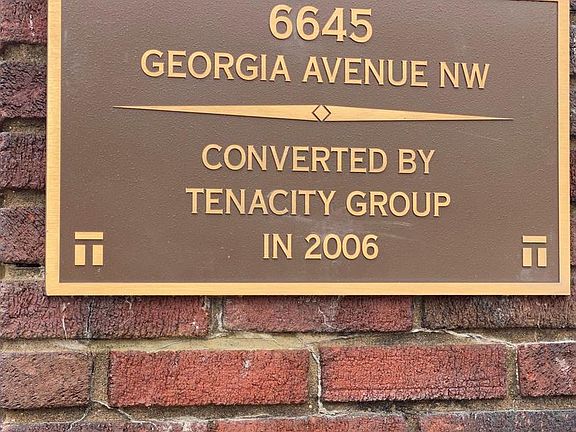 6645
GEORGIA AVENUE NW
CONVERTED BY
TENACITY GROUP
IN 2006